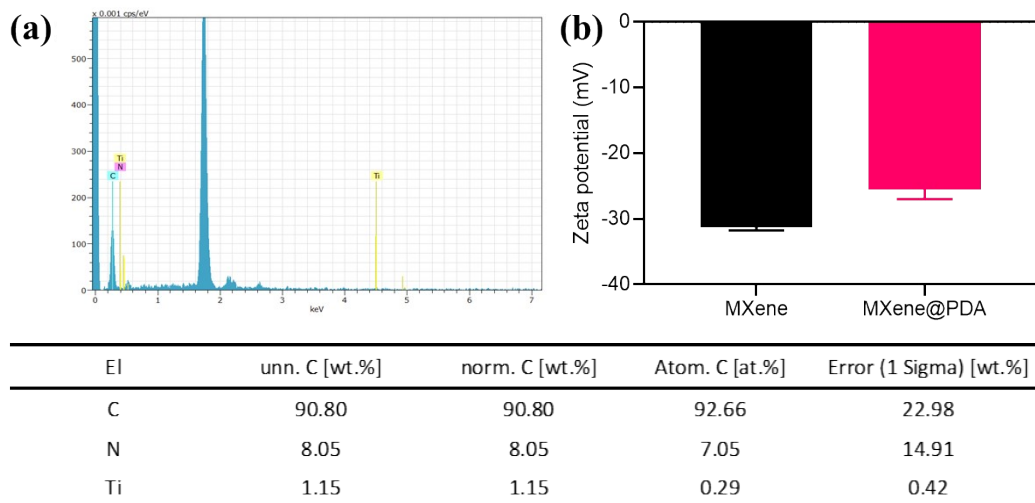 (a)
x 0.001 cps/eV
500
400
300
200
100
0
Ti
N
C
Ti
0 1 2 3 4 5 6 7
keV
(b)
Zeta potential (mV)
0
-10
-20
-30
-40
MXene MXene@PDA
El unn. C [wt.%] norm. C [wt.%] Atom. C [at.%] Error (1 Sigma) [wt.%]
C 90.80 90.80 92.66 22.98
N 8.05 8.05 7.05 14.91
Ti 1.15 1.15 0.29 0.42